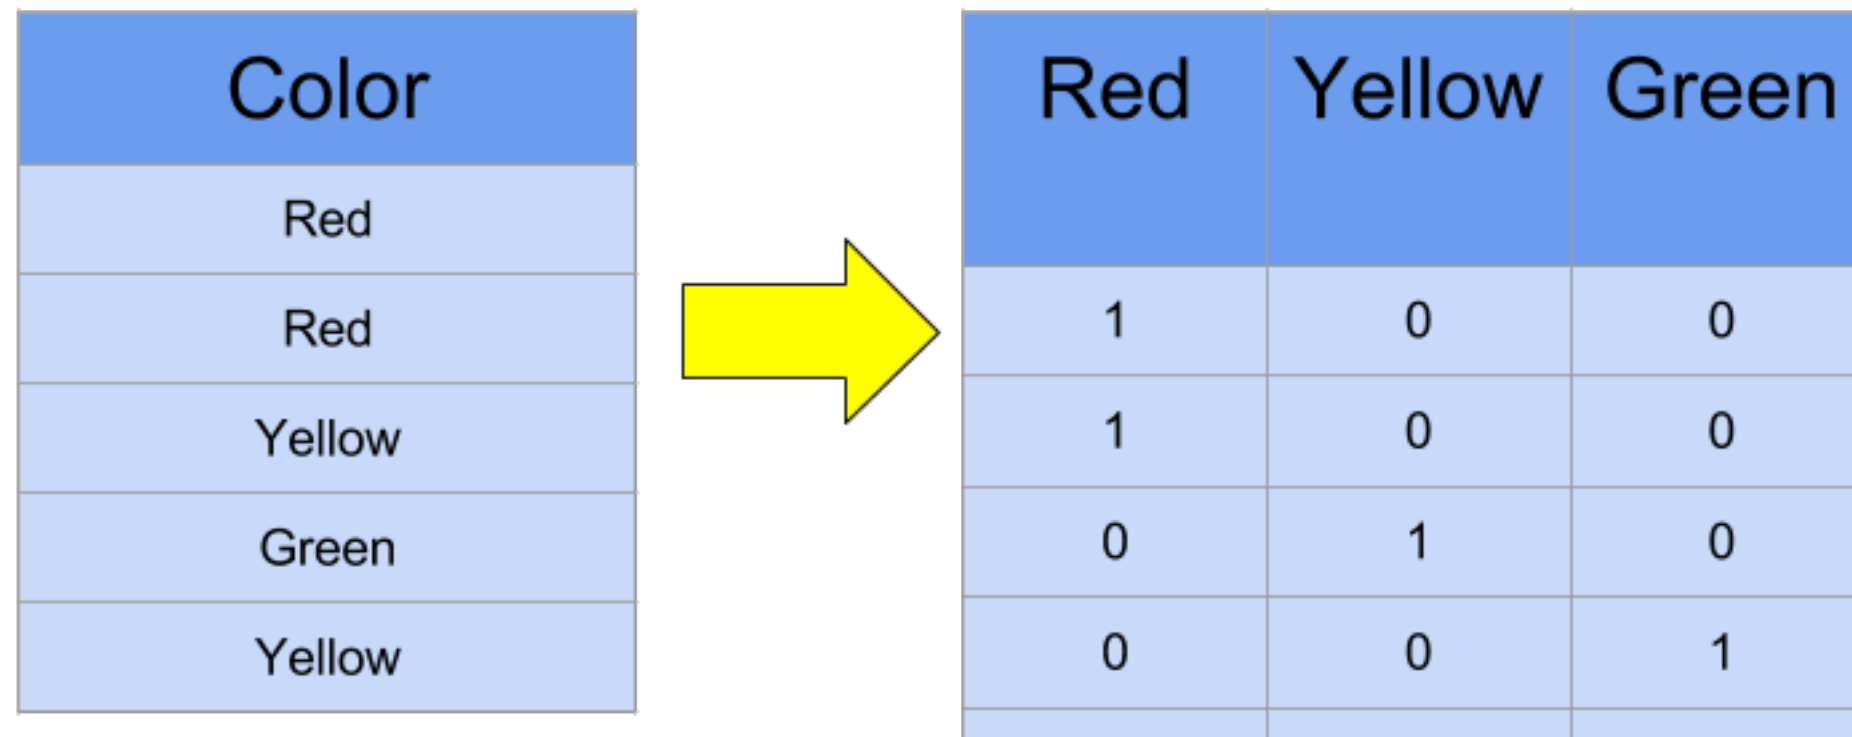 Color
Red
Red
Yellow
Green
Yellow
Red Yellow Green
1 0 0
1 0 0
0 1 0
0 0 1